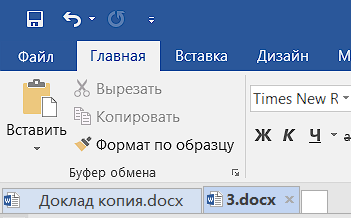 Файл Главная Вставка Дизайн М
Вырезать
Копировать
Формат по образцу
Вставить
Буфер обмена
Times New R
Ж К Ч
Доклад копия.docx 3.docx